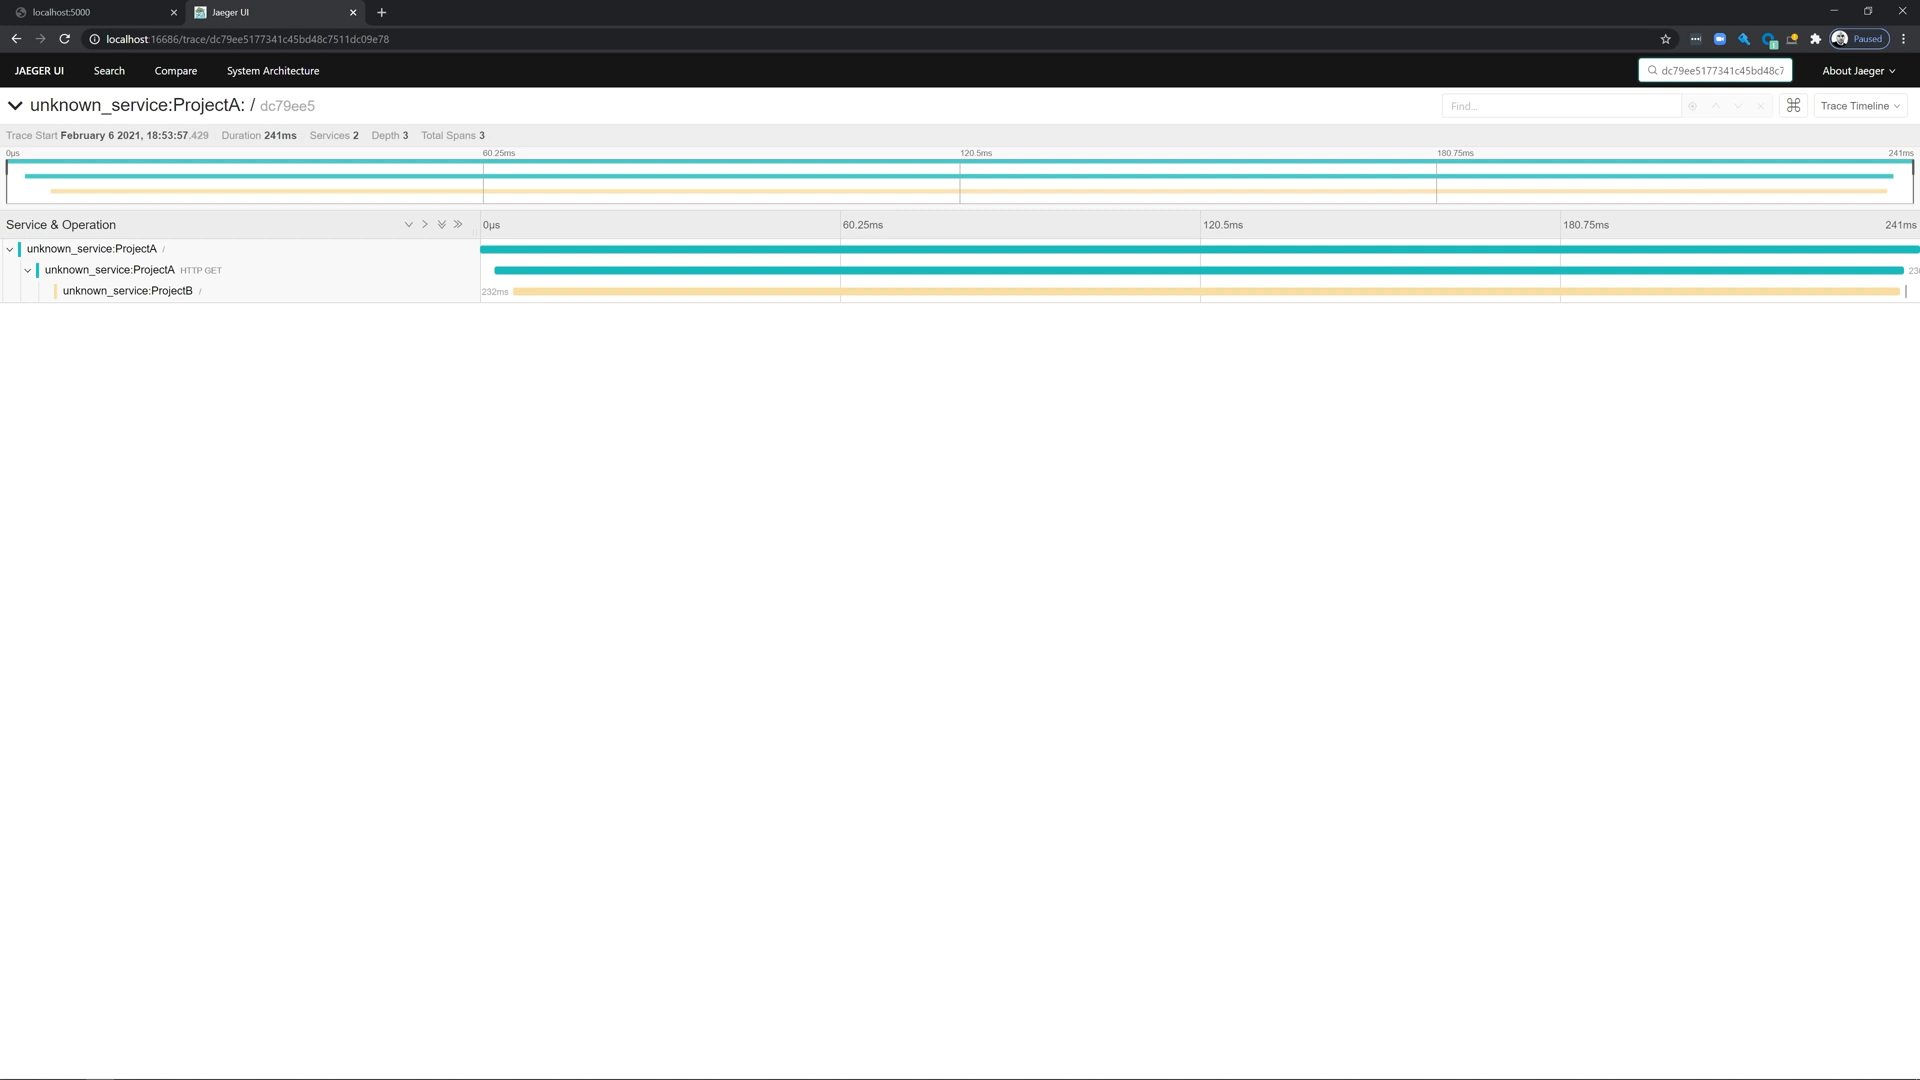 localhost:5000
Jaeger UI
localhost:16686/trace/dc79ee5177341c45bd48c7511dc09e78
Paused
JAEGER UI Search Compare System Architecture
dc79ee5177341c45bd48c7
About Jaeger
unknown_service:ProjectA: / dc79ee5
Find...
Trace Timeline
Trace Start February 6 2021, 18:53:57.429 Duration 241ms Services 2 Depth 3 Total Spans 3
0μs 60.25ms 120.5ms 180.75ms 241ms
Service & Operation 0μs 60.25ms 120.5ms 180.75ms 241ms
unknown_service:ProjectA /
unknown_service:ProjectA HTTP GET
unknown_service:ProjectB / 232ms